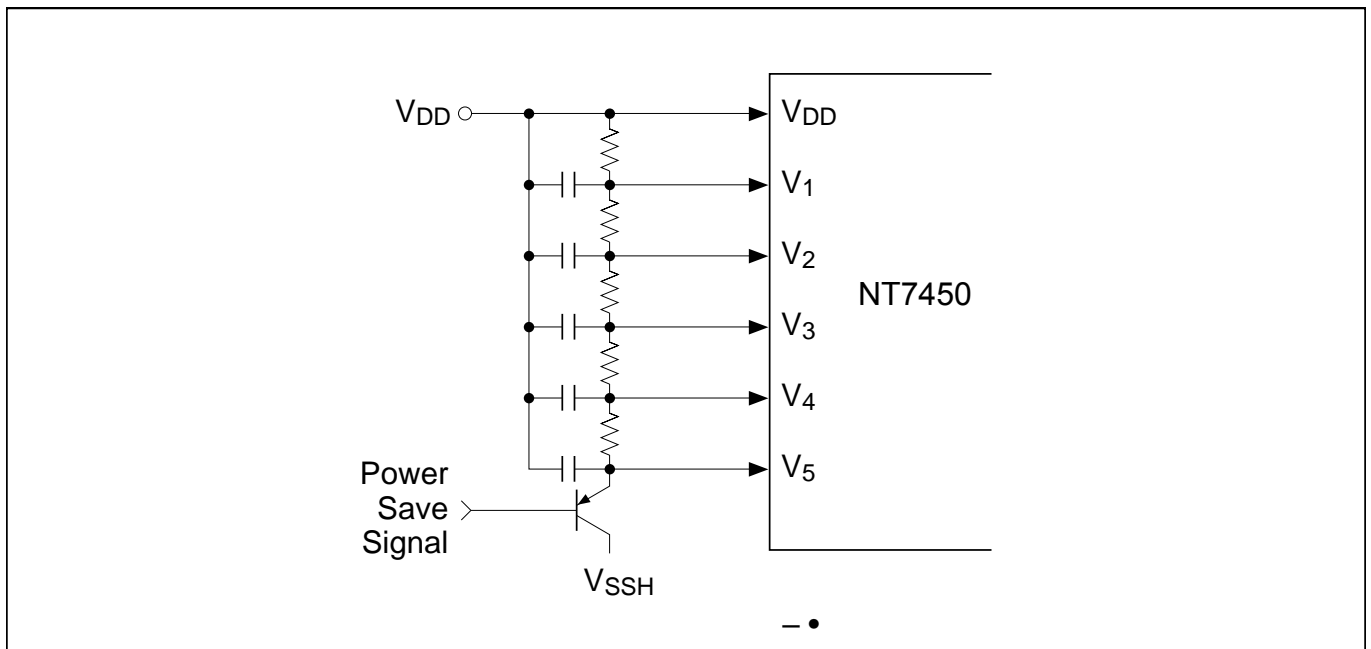 VDD
VDD
V1
V2
NT7450
V3
V4
V5
Power
Save
Signal
VSSH
– •